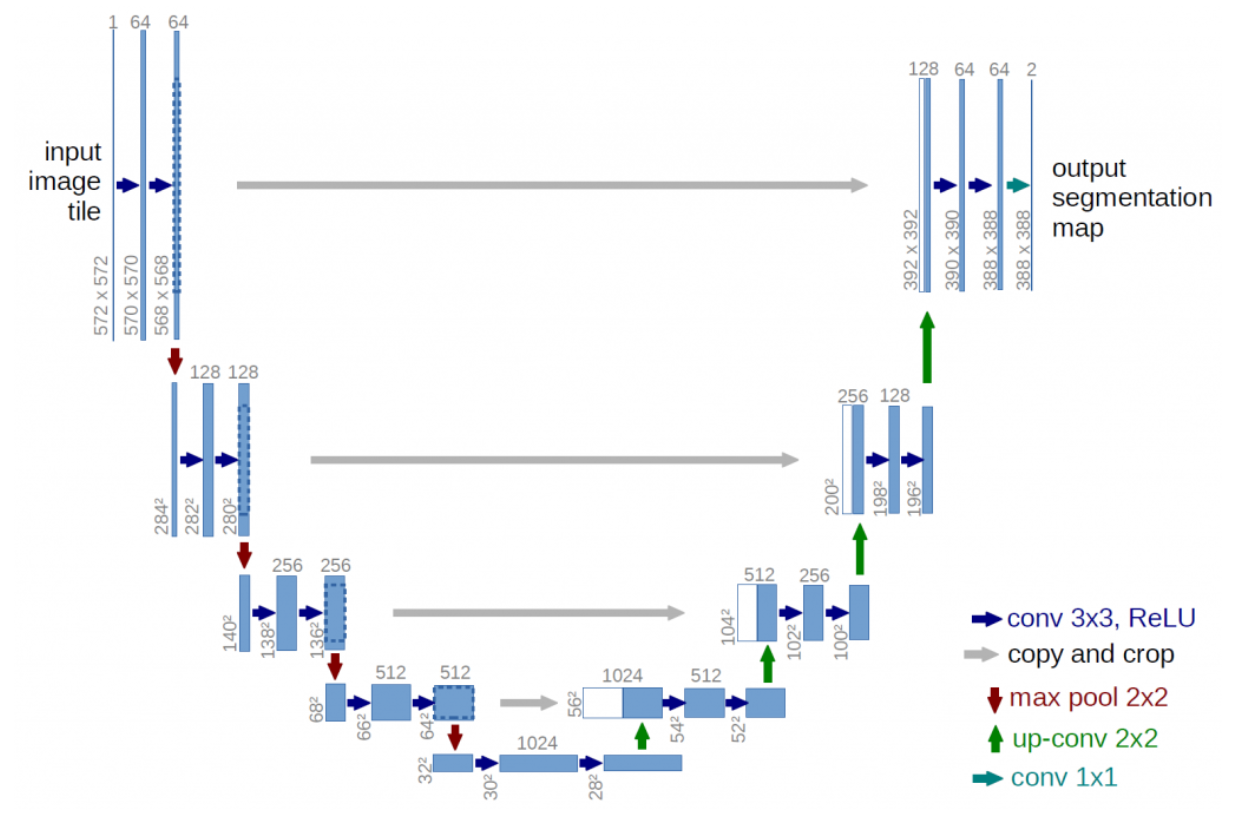 1 64 64
input
image
tile
572 x 572
570 x 570
568 x 568
128 64 64 2
output
segmentation
map
392 x 392
390 x 390
388 x 388
388 x 388
128 128
284²
282²
280²
256 128
200²
198²
196²
256 256
140²
138²
136²
512 256
104²
102²
100²
512 512
68²
66²
64²
1024 512
56²
54²
52²
1024
32²
30²
28²
conv 3x3, ReLU
copy and crop
max pool 2x2
up-conv 2x2
conv 1x1